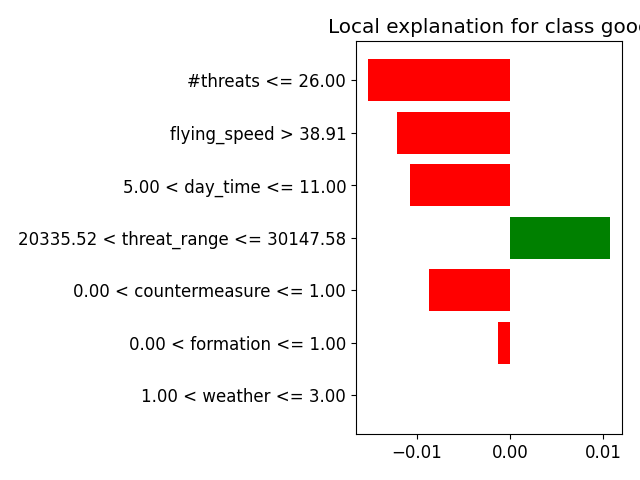 Local explanation for class goo
#threats <= 26.00
flying_speed > 38.91
5.00 < day_time <= 11.00
20335.52 < threat_range <= 30147.58
0.00 < countermeasure <= 1.00
0.00 < formation <= 1.00
1.00 < weather <= 3.00
−0.01 0.00 0.01